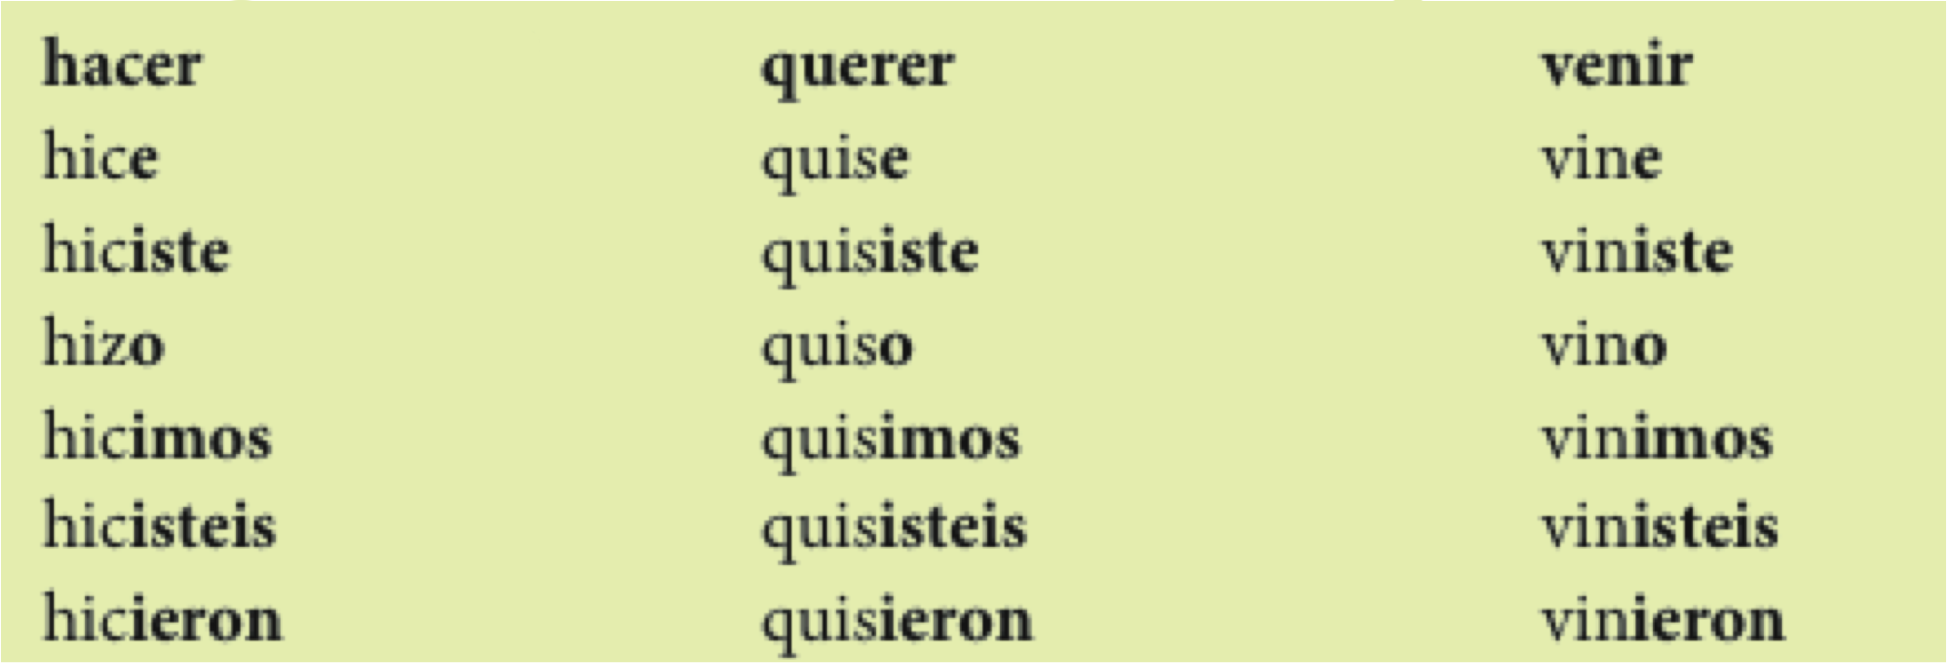 hacer querer venir
hice quise vine
hiciste quisiste viniste
hizo quiso vino
hicimos quisimos vinimos
hicisteis quisisteis vinisteis
hicieron quisieron vinieron